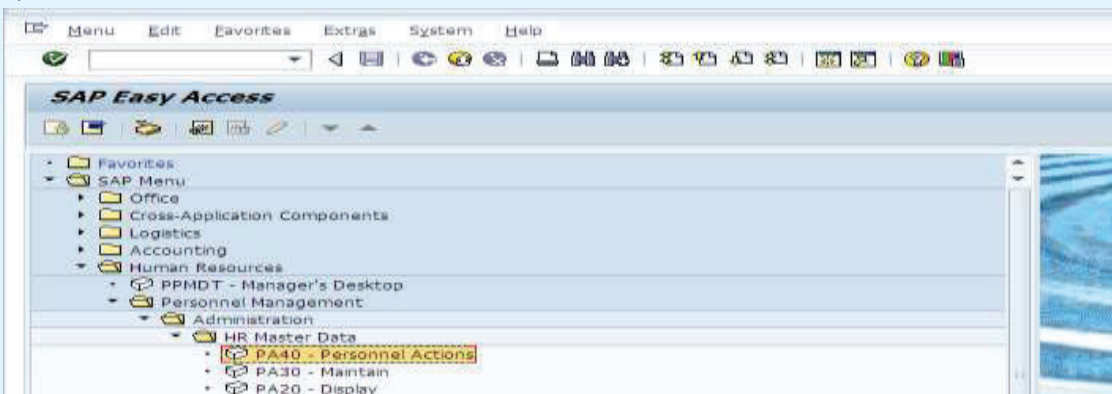 Menu Edit Favorites Extras System Help
SAP Easy Access
Favorites
SAP Menu
Office
Cross-Application Components
Logistics
Accounting
Human Resources
PPMDT - Manager's Desktop
Personnel Management
Administration
HR Master Data
PA40 - Personnel Actions
PA30 - Maintain
PA20 - Display